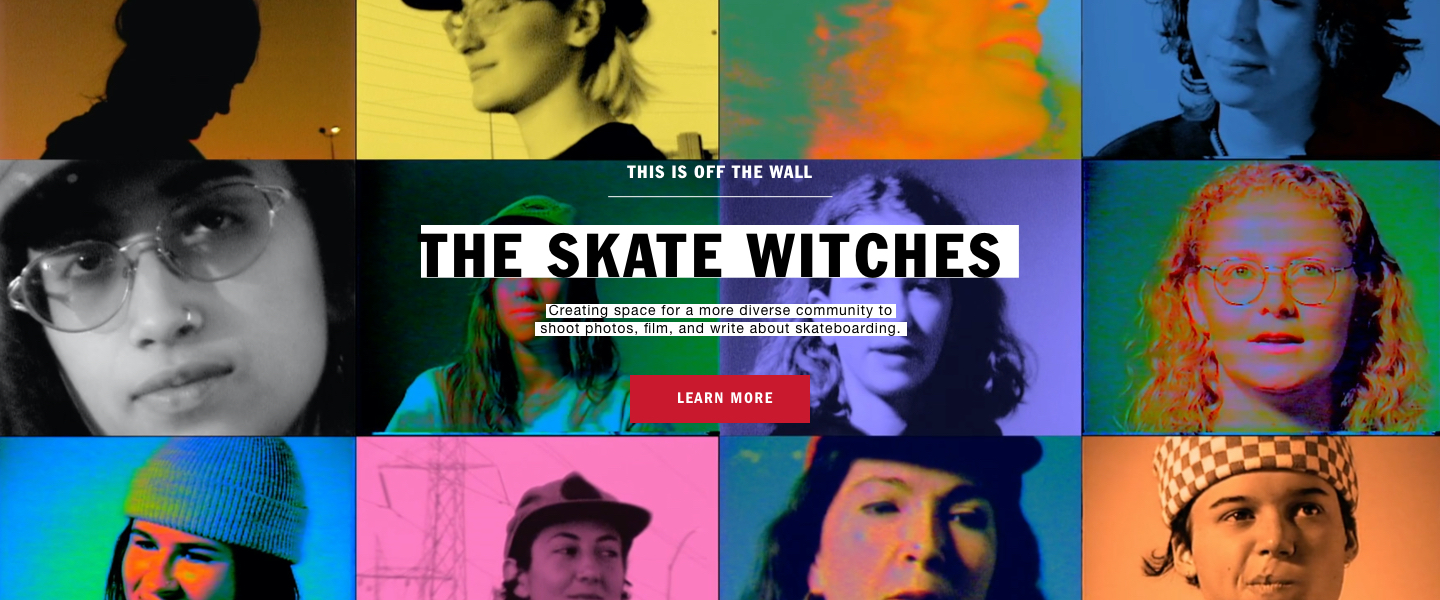 THIS IS OFF THE WALL
THE SKATE WITCHES
Creating space for a more diverse community to
shoot photos, film, and write about skateboarding.
LEARN MORE